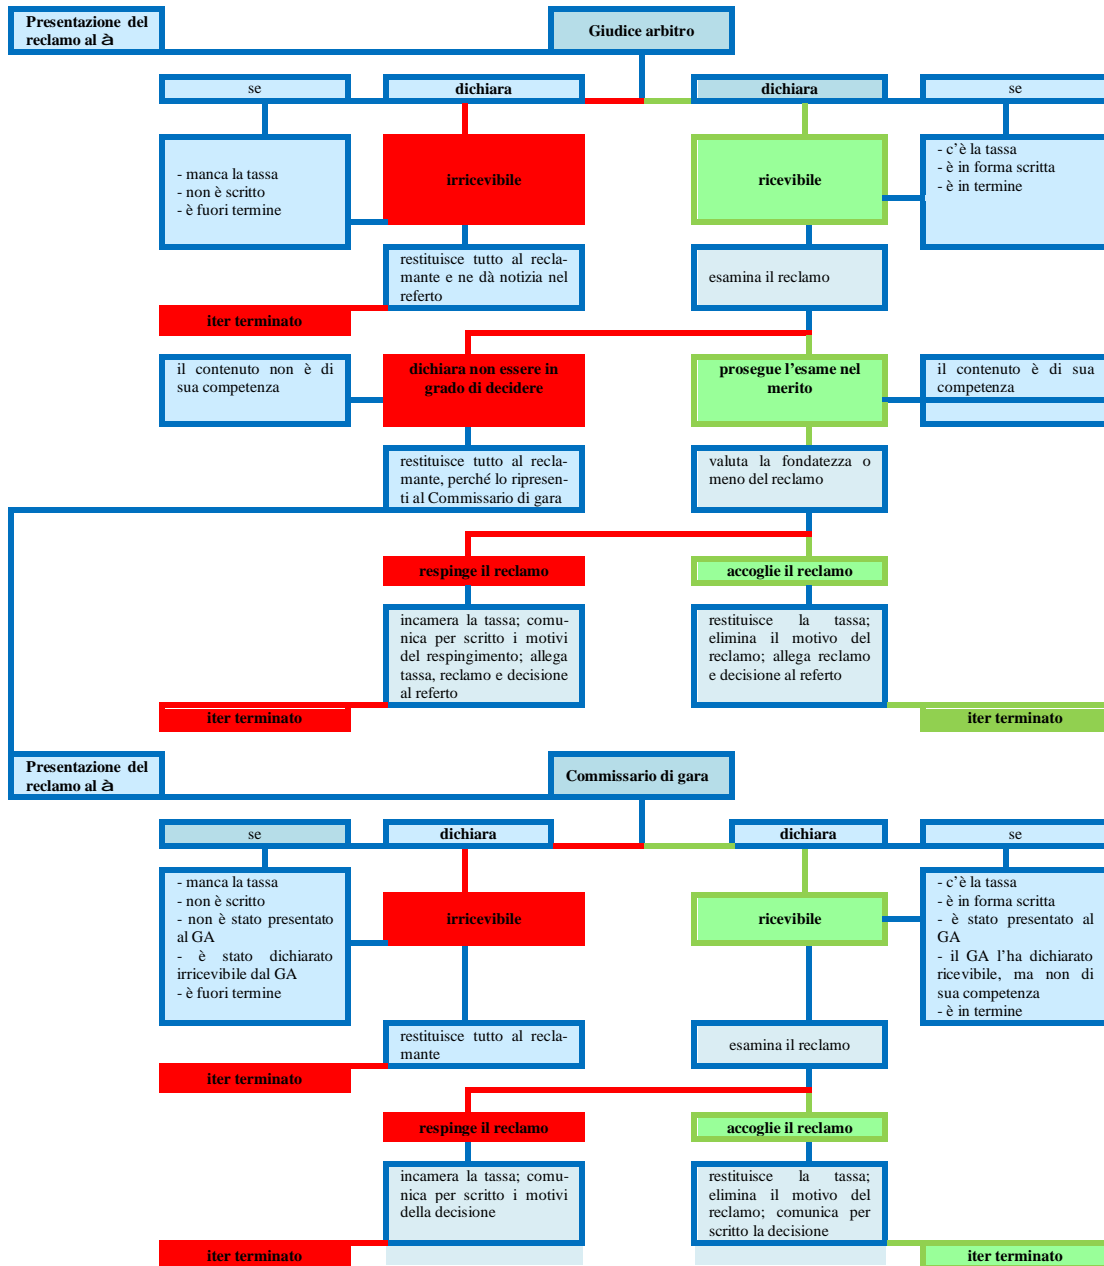 Presentazione del
reclamo al à
Giudice arbitro
se
dichiara
dichiara
se
- manca la tassa
- non è scritto
- è fuori termine
irricevibile
ricevibile
- c'è la tassa
- è in forma scritta
- è in termine
restituisce tutto al recla-
mante e ne dà notizia nel
referto
esamina il reclamo
iter terminato
il contenuto non è di
sua competenza
dichiara non essere in
grado di decidere
prosegue l'esame nel
merito
il contenuto è di sua
competenza
restituisce tutto al recla-
mante, perché lo ripresen-
ti al Commissario di gara
valuta la fondatezza o
meno del reclamo
respinge il reclamo
accoglie il reclamo
incamera la tassa; comu-
nica per scritto i motivi
del respingimento; allega
tassa, reclamo e decisione
al referto
restituisce la tassa;
elimina il motivo del
reclamo; allega reclamo
e decisione al referto
iter terminato
iter terminato
Presentazione del
reclamo al à
Commissario di gara
se
dichiara
dichiara
se
- manca la tassa
- non è scritto
- non è stato presentato
al GA
- è stato dichiarato
irricevibile dal GA
- è fuori termine
irricevibile
ricevibile
- c'è la tassa
- è in forma scritta
- è stato presentato al
GA
- il GA l'ha dichiarato
ricevibile, ma non di
sua competenza
- è in termine
restituisce tutto al recla-
mante
esamina il reclamo
iter terminato
respinge il reclamo
accoglie il reclamo
incamera la tassa; comu-
nica per scritto i motivi
della decisione
restituisce la tassa;
elimina il motivo del
reclamo; comunica per
scritto la decisione
iter terminato
iter terminato